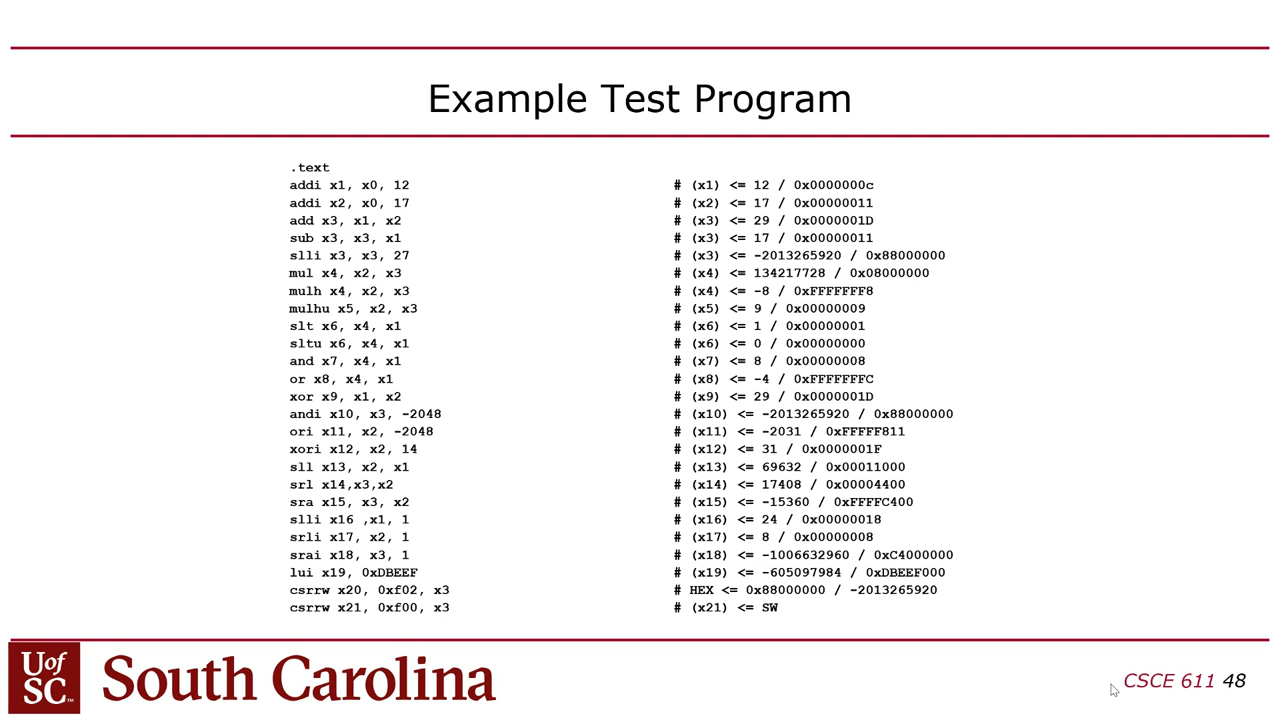 Example Test Program
.text
addi x1, x0, 12 # (x1) <= 12 / 0x0000000c
addi x2, x0, 17 # (x2) <= 17 / 0x00000011
add x3, x1, x2 # (x3) <= 29 / 0x0000001D
sub x3, x3, x1 # (x3) <= 17 / 0x00000011
slli x3, x3, 27 # (x3) <= -2013265920 / 0x88000000
mul x4, x2, x3 # (x4) <= 134217728 / 0x08000000
mulh x4, x2, x3 # (x4) <= -8 / 0xFFFFFFF8
mulhu x5, x2, x3 # (x5) <= 9 / 0x00000009
slt x6, x4, x1 # (x6) <= 1 / 0x00000001
sltu x6, x4, x1 # (x6) <= 0 / 0x00000000
and x7, x4, x1 # (x7) <= 8 / 0x00000008
or x8, x4, x1 # (x8) <= -4 / 0xFFFFFFFC
xor x9, x1, x2 # (x9) <= 29 / 0x0000001D
andi x10, x3, -2048 # (x10) <= -2013265920 / 0x88000000
ori x11, x2, -2048 # (x11) <= -2031 / 0xFFFFF811
xori x12, x2, 14 # (x12) <= 31 / 0x0000001F
sll x13, x2, x1 # (x13) <= 69632 / 0x00011000
srl x14,x3,x2 # (x14) <= 17408 / 0x00004400
sra x15, x3, x2 # (x15) <= -15360 / 0xFFFFC400
slli x16 ,x1, 1 # (x16) <= 24 / 0x00000018
srli x17, x2, 1 # (x17) <= 8 / 0x00000008
srai x18, x3, 1 # (x18) <= -1006632960 / 0xC4000000
lui x19, 0xDBEEF # (x19) <= -605097984 / 0xDBEEF000
csrrw x20, 0xf02, x3 # HEX <= 0x88000000 / -2013265920
csrrw x21, 0xf00, x3 # (x21) <= SW
UofSC™ South Carolina
CSCE 611 48